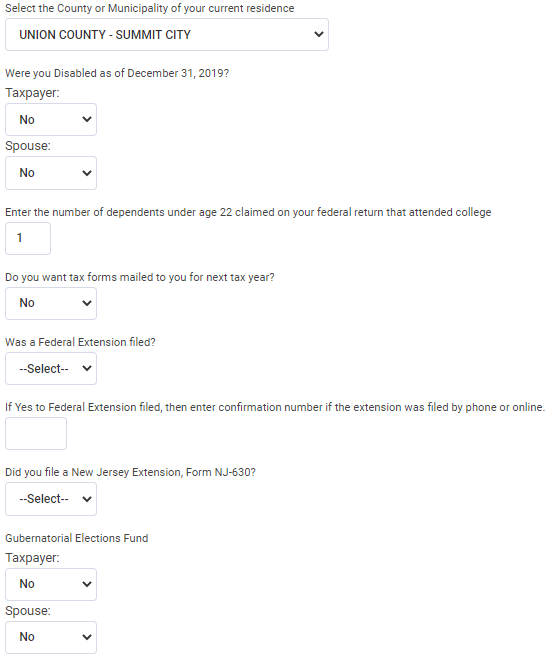 Select the County or Municipality of your current residence
UNION COUNTY - SUMMIT CITY
Were you Disabled as of December 31, 2019?
Taxpayer:
No
Spouse:
No
Enter the number of dependents under age 22 claimed on your federal return that attended college
1
Do you want tax forms mailed to you for next tax year?
No
Was a Federal Extension filed?
--Select--
If Yes to Federal Extension filed, then enter confirmation number if the extension was filed by phone or online.
Did you file a New Jersey Extension, Form NJ-630?
--Select--
Gubernatorial Elections Fund
Taxpayer:
No
Spouse:
No